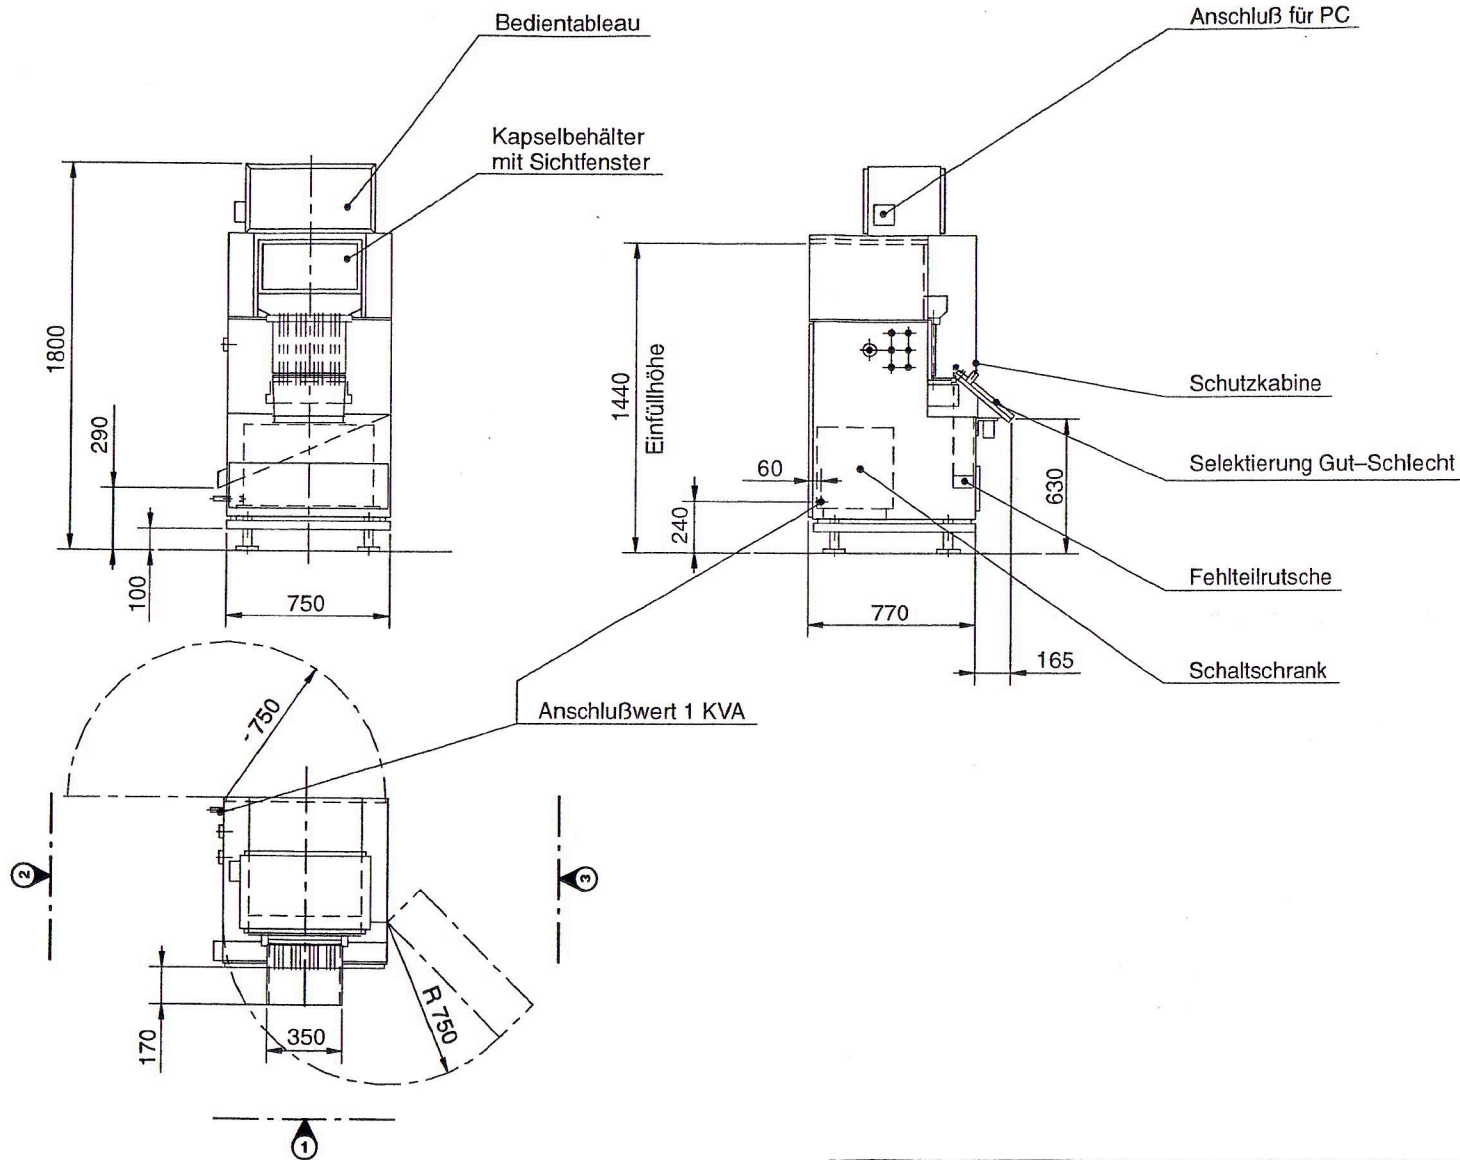 Bedientableau
Anschluß für PC
Kapselbehälter
mit Sichtfenster
1800
290
100
750
1440
Einfüllhöhe
60
240
770
630
165
Schutzkabine
Selektierung Gut–Schlecht
Fehlteilrutsche
Schaltschrank
Anschlußwert 1 KVA
750
2
3
170
350
R 750
1